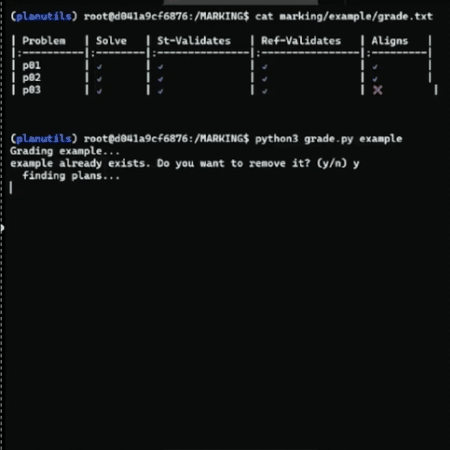 (planutils) root@d041a9cf6876:/MARKING$ cat marking/example/grade.txt
| Problem | Solve | St-Validates | Ref-Validates | Aligns |
|:----------|:-------|:---------------|:----------------|:---------|
| p01 | ✓ | ✓ | ✓ | ✓ |
| p02 | ✓ | ✓ | ✓ | ✓ |
| p03 | ✓ | ✓ | ✓ | ❌ |
(planutils) root@d041a9cf6876:/MARKING$ python3 grade.py example
Grading example...
example already exists. Do you want to remove it? (y/n) y
finding plans...